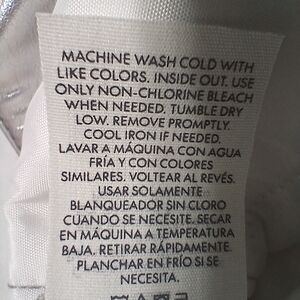 MACHINE WASH COLD WITH
LIKE COLORS. INSIDE OUT. USE
ONLY NON-CHLORINE BLEACH
WHEN NEEDED. TUMBLE DRY
LOW. REMOVE PROMPTLY.
COOL IRON IF NEEDED.
LAVAR A MÁQUINA CON AGUA
FRÍA Y CON COLORES
SIMILARES. VOLTEAR AL REVÉS.
USAR SOLAMENTE
BLANQUEADOR SIN CLORO
CUANDO SE NECESITE. SECAR
EN MÁQUINA A TEMPERATURA
BAJA. RETIRAR RÁPIDAMENTE.
PLANCHAR EN FRÍO SI SE
NECESITA.